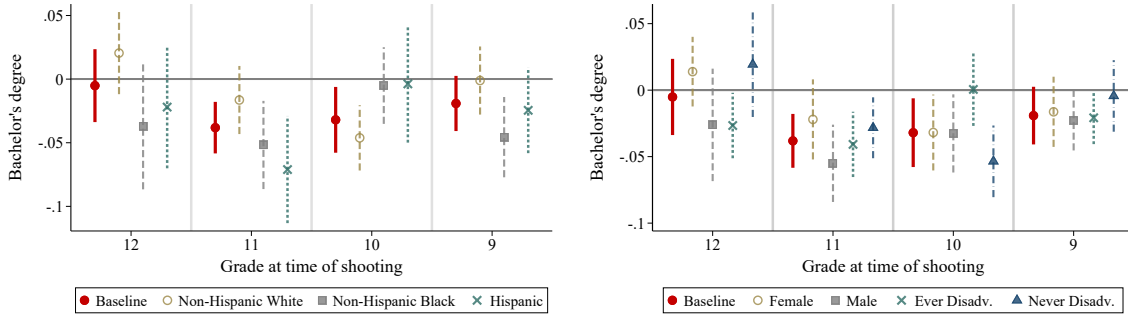 Bachelor's degree
.05
0
-.05
-.1
12 11 10 9
Grade at time of shooting
Baseline Non-Hispanic White Non-Hispanic Black Hispanic
Bachelor's degree
.05
0
-.05
-.1
12 11 10 9
Grade at time of shooting
Baseline Female Male Ever Disadv. Never Disadv.